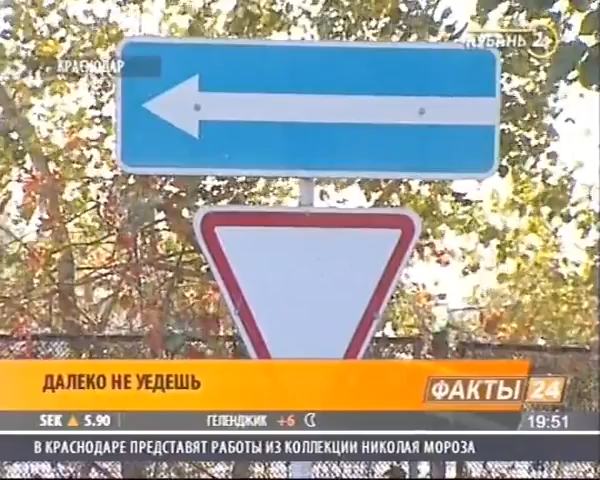 КУБАНЬ 24
КРАСНОДАР
ДАЛЕКО НЕ УЕДЕШЬ
ФАКТЫ 24
SEK 5.90 ГЕЛЕНДЖИК +6 19:51
В КРАСНОДАРЕ ПРЕДСТАВЯТ РАБОТЫ ИЗ КОЛЛЕКЦИИ НИКОЛАЯ МОРОЗА